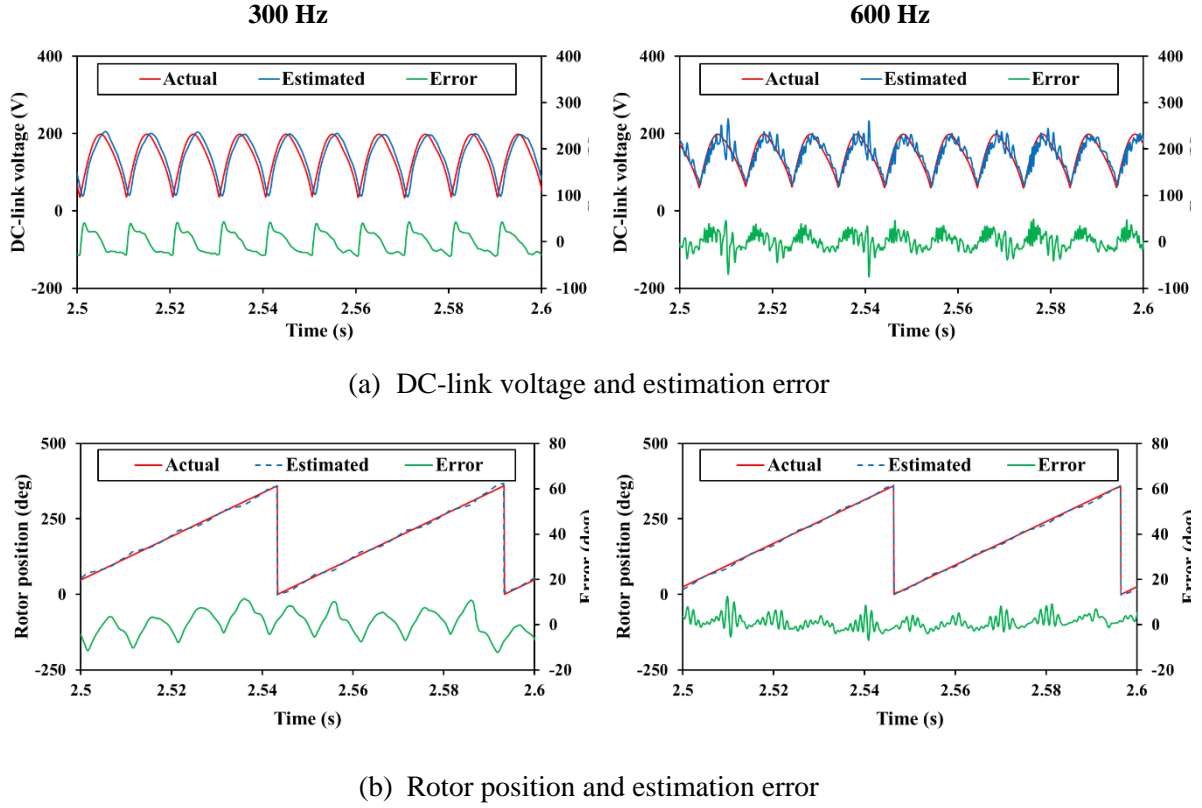 300 Hz 600 Hz
400 400
Actual Estimated Error
300
200 200
100
0 0
-200 -100
DC-link voltage (V)
2.5 2.52 2.54 2.56 2.58 2.6
Time (s)
400 400
Actual Estimated Error
300
200 200
100
0 0
-200 -100
DC-link voltage (V)
2.5 2.52 2.54 2.56 2.58 2.6
Time (s)
(a) DC-link voltage and estimation error
500 80
Actual Estimated Error
60
250 40
20
0 0
-250 -20
Rotor position (deg)
Error (deg)
2.5 2.52 2.54 2.56 2.58 2.6
Time (s)
500 80
Actual Estimated Error
60
250 40
20
0 0
-250 -20
Rotor position (deg)
Error (deg)
2.5 2.52 2.54 2.56 2.58 2.6
Time (s)
(b) Rotor position and estimation error